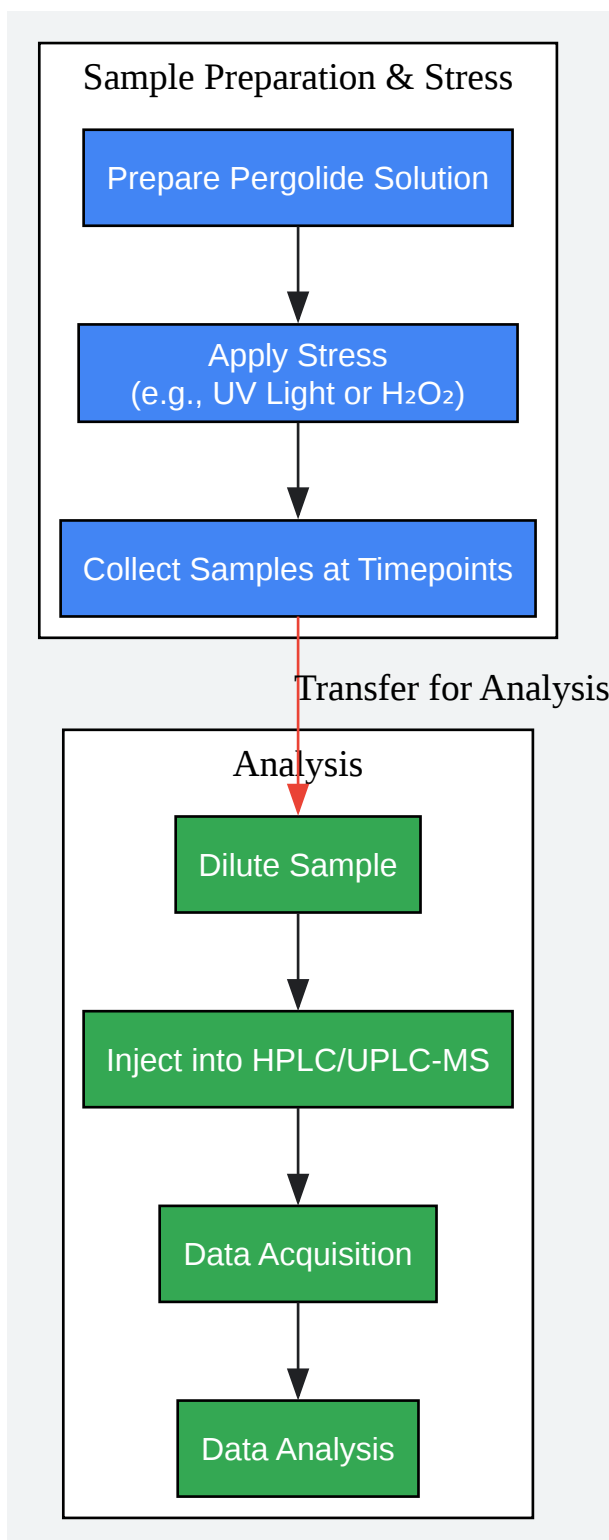 Sample Preparation & Stress
Prepare Pergolide Solution
Apply Stress
(e.g., UV Light or H₂O₂)
Collect Samples at Timepoints
Transfer for Analysis
Analysis
Dilute Sample
Inject into HPLC/UPLC-MS
Data Acquisition
Data Analysis